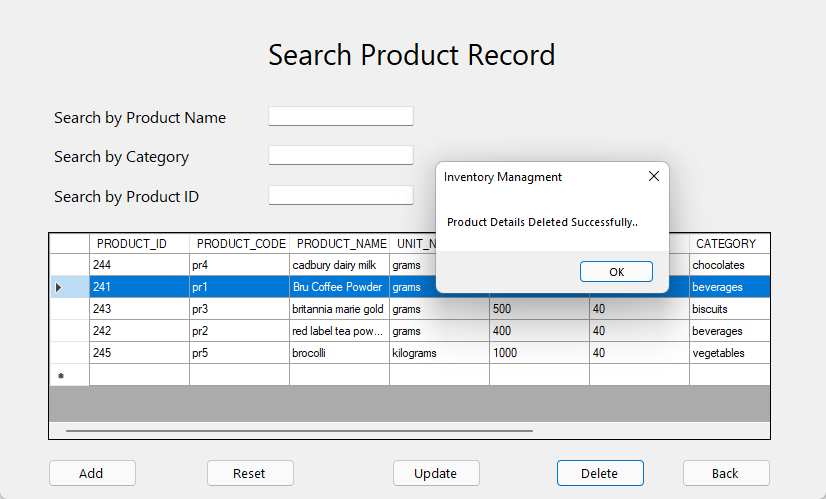 Search Product Record
Search by Product Name
Search by Category
Search by Product ID
Inventory Managment
Product Details Deleted Successfully..
OK
PRODUCT_ID PRODUCT_CODE PRODUCT_NAME UNIT_N CATEGORY
244 pr4 cadbury dairy milk grams chocolates
241 pr1 Bru Coffee Powder grams beverages
243 pr3 britannia marie gold grams 500 40 biscuits
242 pr2 red label tea pow... grams 400 40 beverages
245 pr5 brocolli kilograms 1000 40 vegetables
Add Reset Update Delete Back